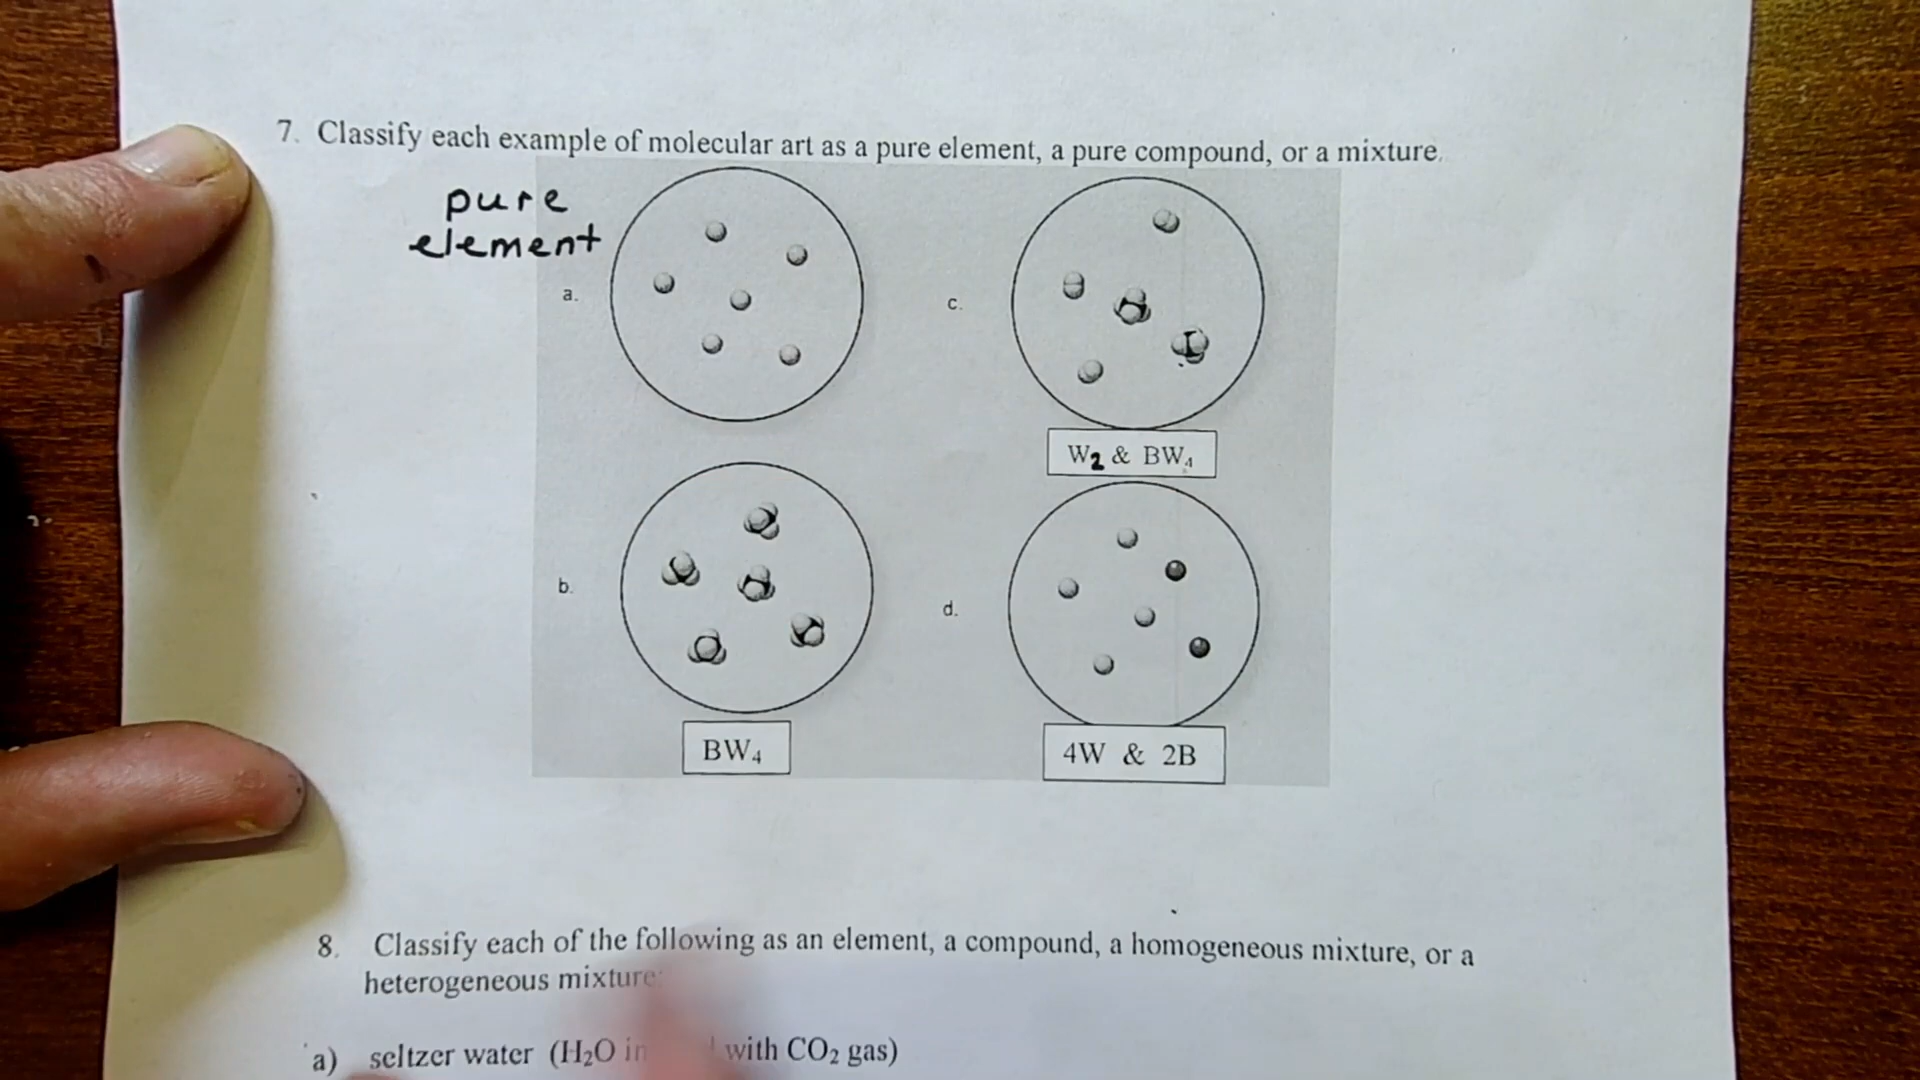 7. Classify each example of molecular art as a pure element, a pure compound, or a mixture.
pure
element
a.
c.
W₂ & BW₄
b.
d.
BW₄
4W & 2B
8. Classify each of the following as an element, a compound, a homogeneous mixture, or a
heterogeneous mixture:
a) seltzer water (H₂O in with CO₂ gas)